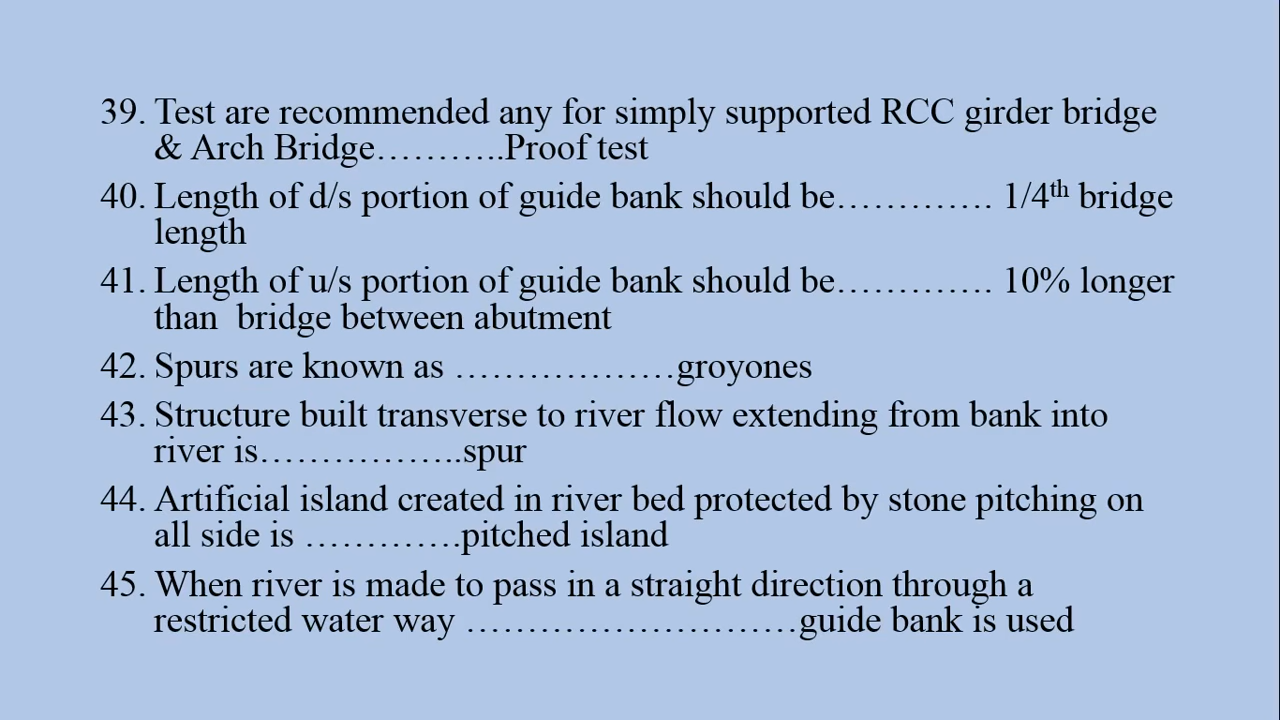 39. Test are recommended any for simply supported RCC girder bridge
& Arch Bridge………..Proof test
40. Length of d/s portion of guide bank should be…………. 1/4th bridge
length
41. Length of u/s portion of guide bank should be…………. 10% longer
than  bridge between abutment
42. Spurs are known as ………………groyones
43. Structure built transverse to river flow extending from bank into
river is……………..spur
44. Artificial island created in river bed protected by stone pitching on
all side is ………….pitched island
45. When river is made to pass in a straight direction through a
restricted water way ………………………guide bank is used